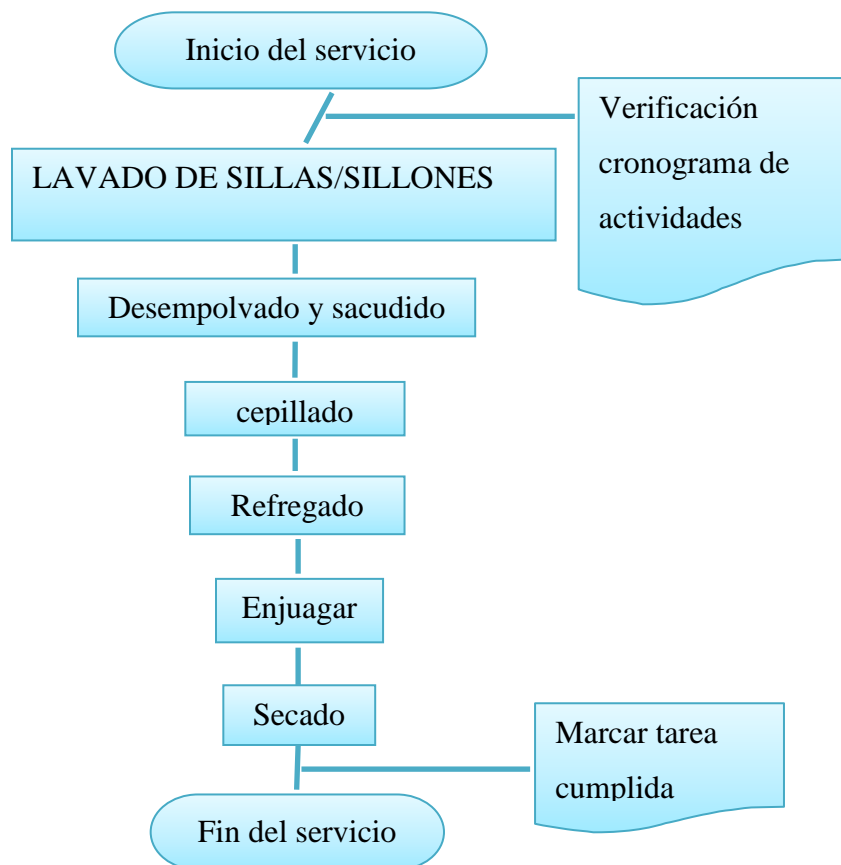 Inicio del servicio
Verificación
cronograma de
actividades
LAVADO DE SILLAS/SILLONES
Desempolvado y sacudido
cepillado
Refregado
Enjuagar
Secado
Marcar tarea
cumplida
Fin del servicio